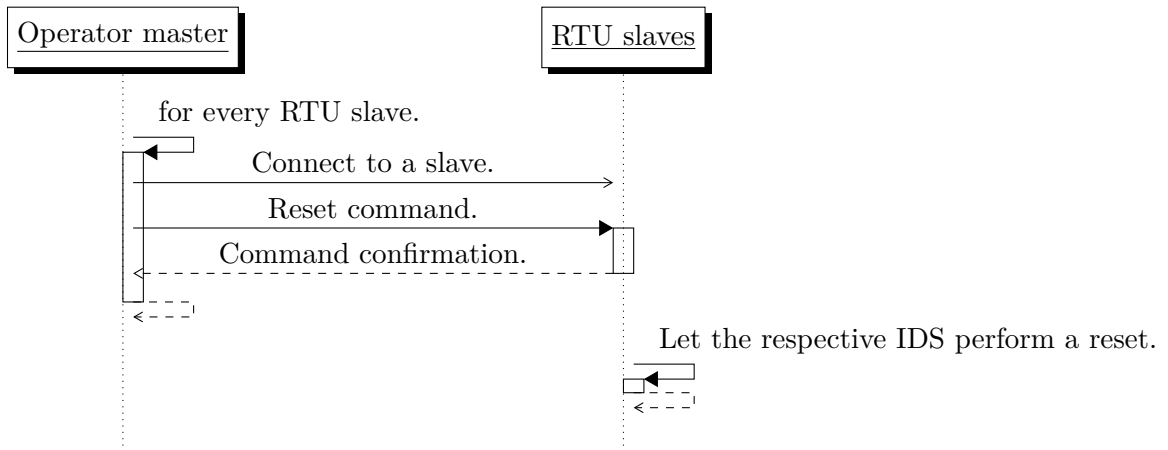 Operator master
RTU slaves
for every RTU slave.
Connect to a slave.
Reset command.
Command confirmation.
Let the respective IDS perform a reset.